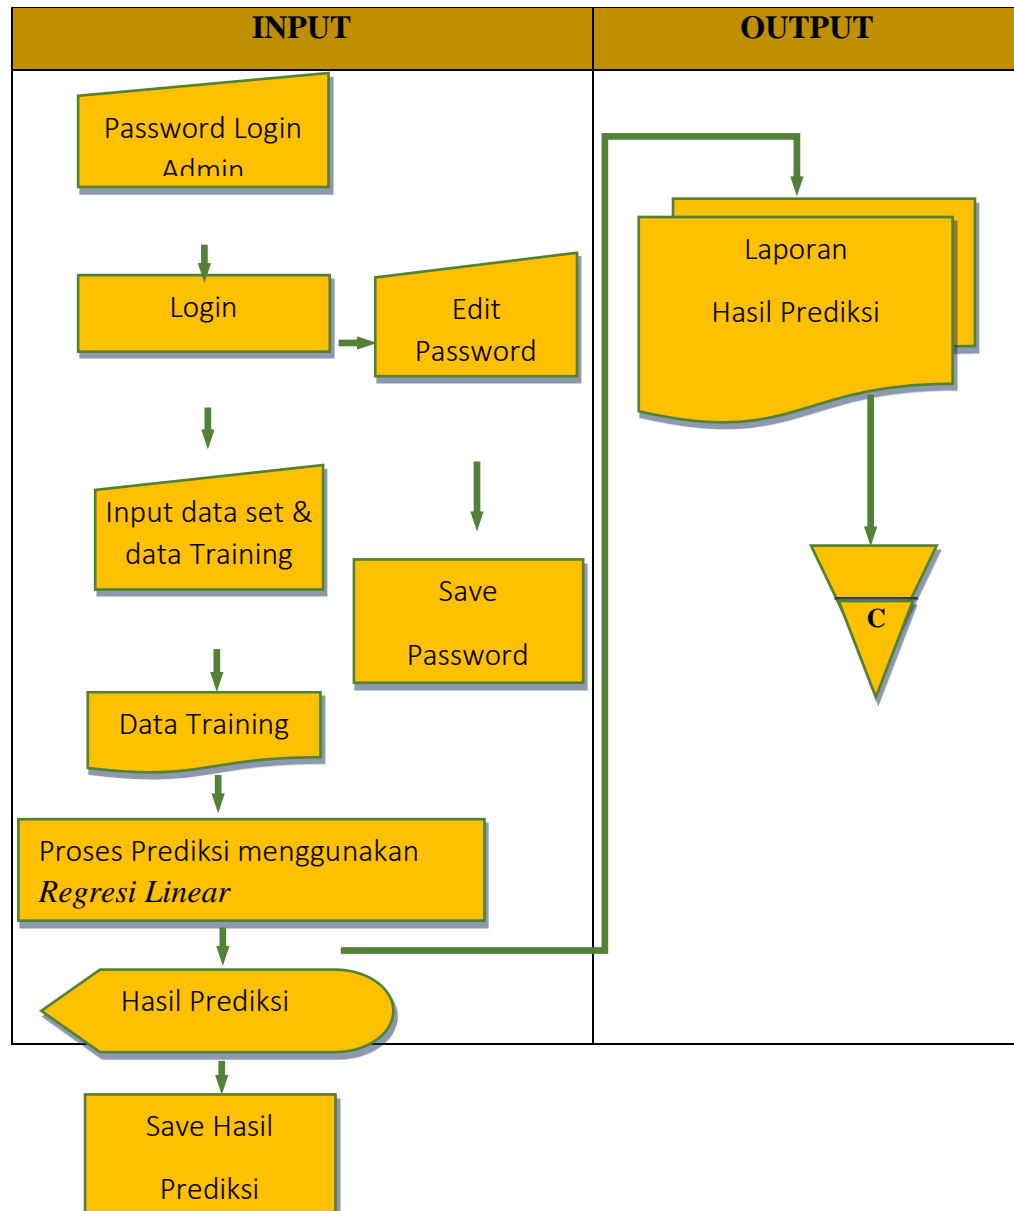 INPUT
OUTPUT
Password Login
Admin
Login
Edit
Password
Input data set &
data Training
Save
Password
Data Training
Proses Prediksi menggunakan
Regresi Linear
Hasil Prediksi
Save Hasil
Prediksi
Laporan
Hasil Prediksi
C